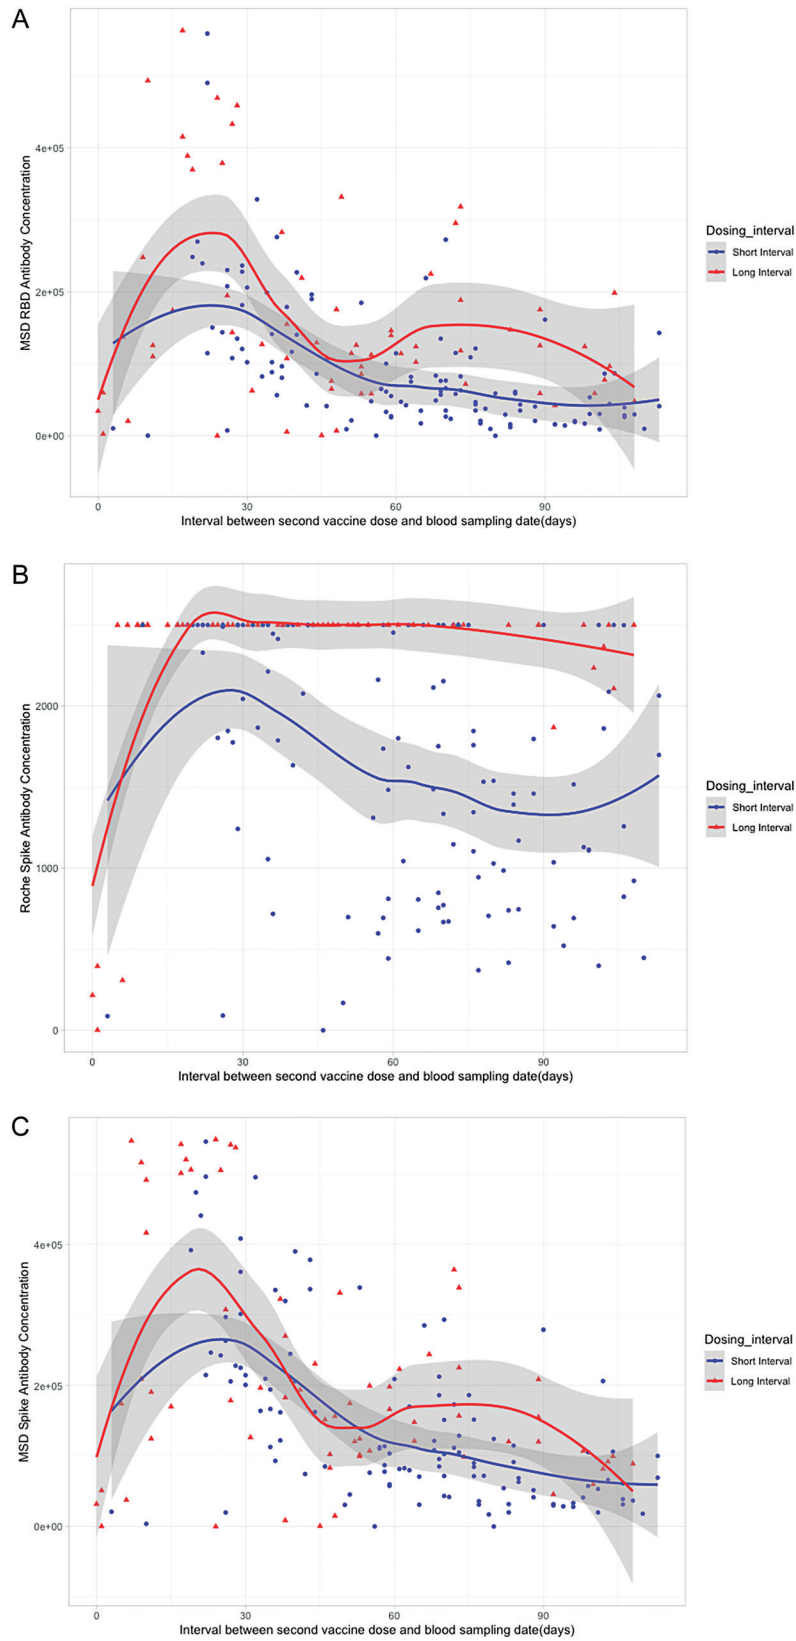 A
MSD RBD Antibody Concentration
4e+05
2e+05
0e+00
0 30 60 90
Interval between second vaccine dose and blood sampling date(days)
Dosing_interval
Short Interval
Long Interval
B
Roche Spike Antibody Concentration
2000
1000
0
0 30 60 90
Interval between second vaccine dose and blood sampling date(days)
Dosing_interval
Short Interval
Long Interval
C
MSD Spike Antibody Concentration
4e+05
2e+05
0e+00
0 30 60 90
Interval between second vaccine dose and blood sampling date(days)
Dosing_interval
Short Interval
Long Interval